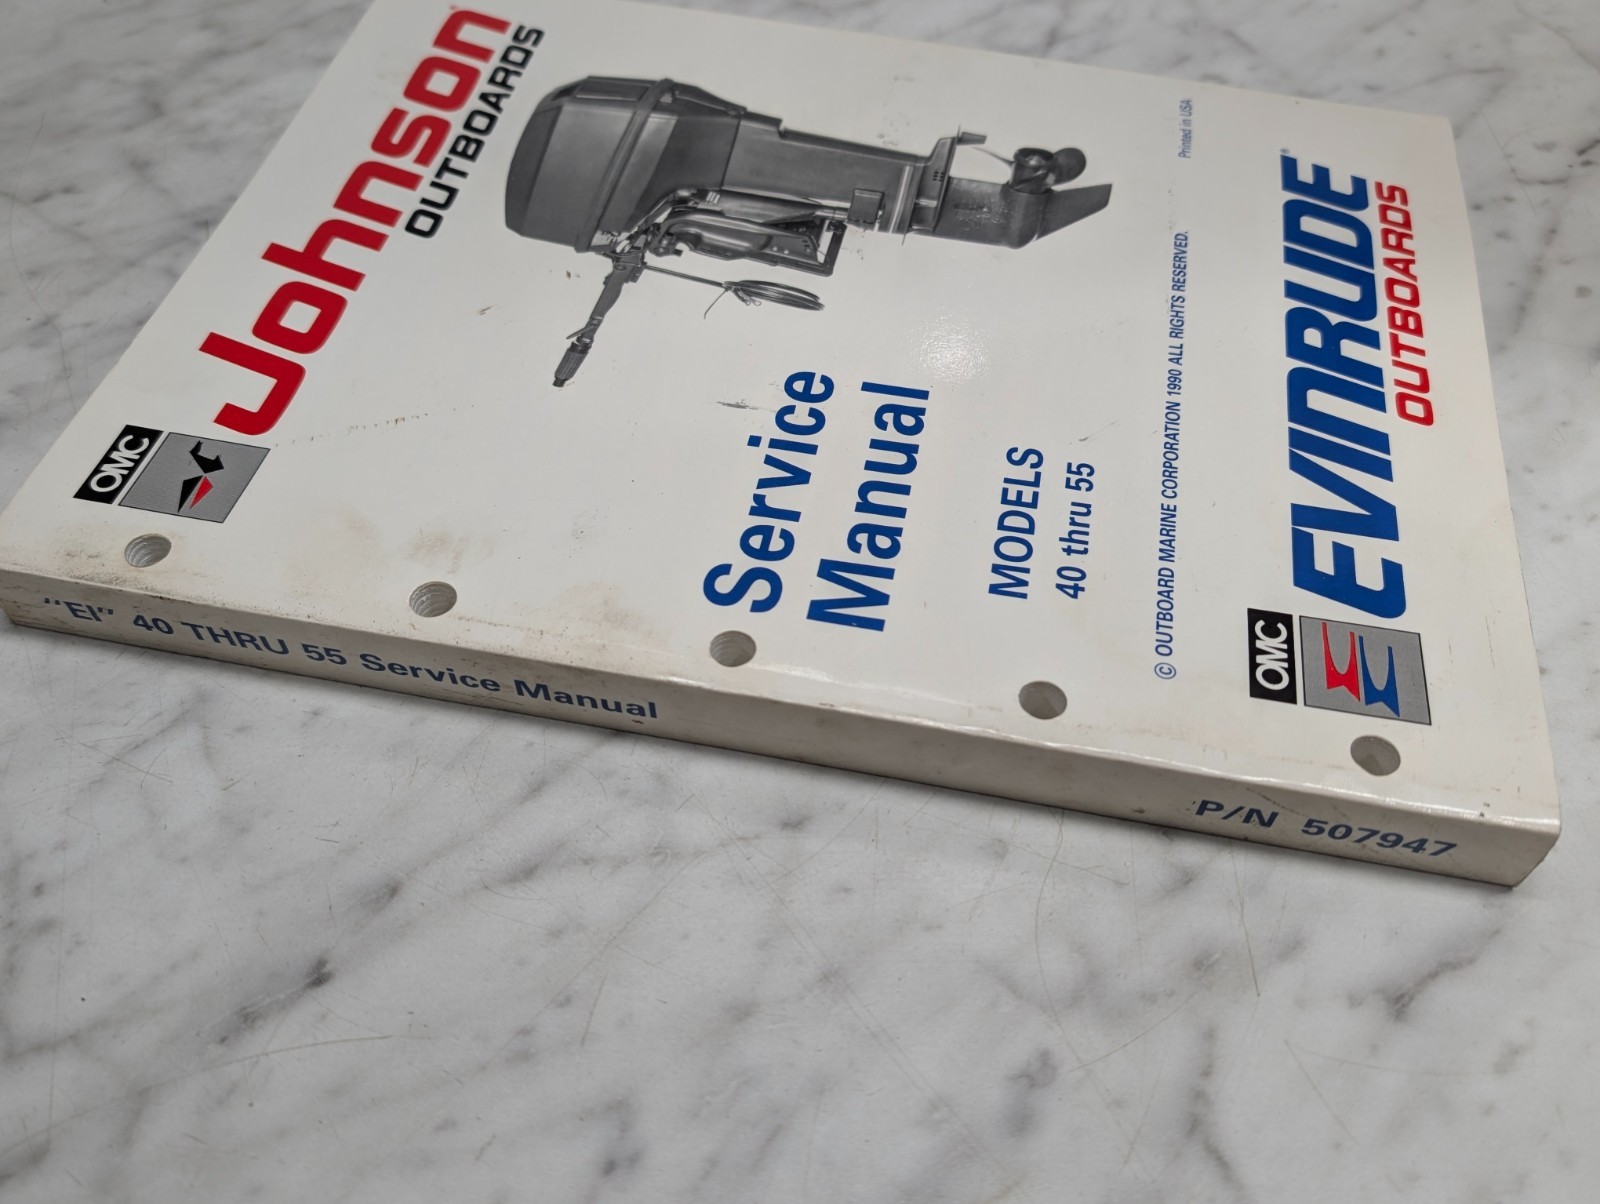 OMC
Johnson
OUTBOARDS
Service
Manual
MODELS
40 thru 55
© OUTBOARD MARINE CORPORATION 1990 ALL RIGHTS RESERVED.
Printed in USA.
OMC
EVINRUDE®
OUTBOARDS
"EI" 40 THRU 55 Service Manual
P/N 507947